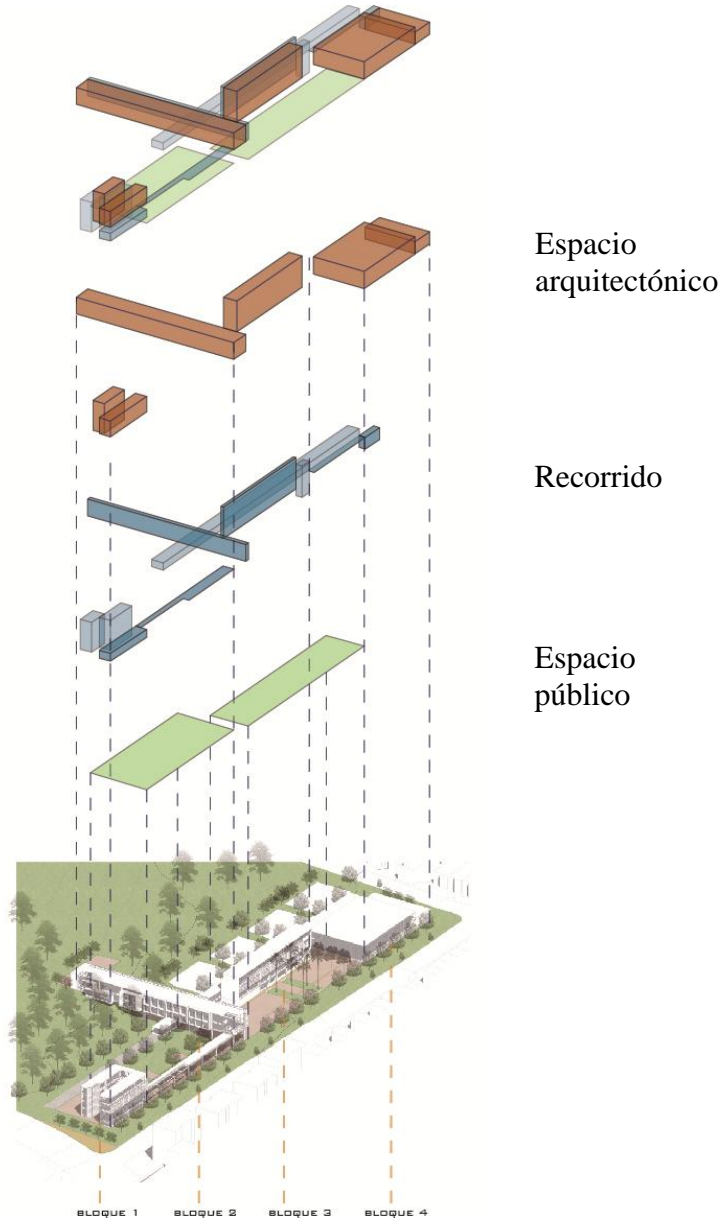 Espacio
arquitectónico
Recorrido
Espacio
público
BLOQUE 1 BLOQUE 2 BLOQUE 3 BLOQUE 4